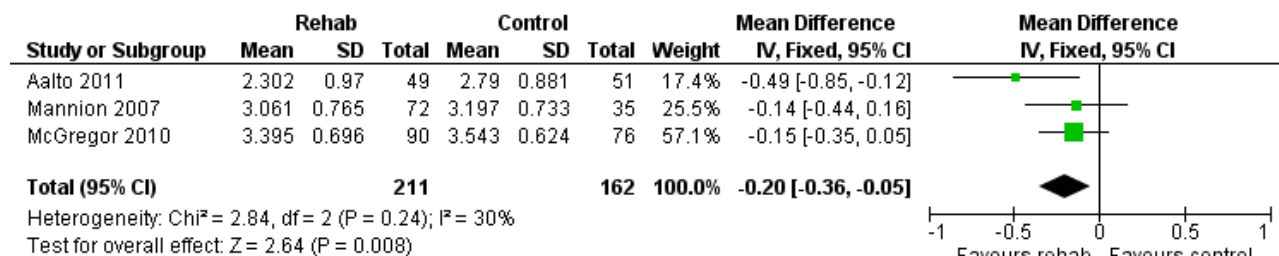 Rehab Control Mean Difference Mean Difference
Study or Subgroup Mean SD Total Mean SD Total Weight IV, Fixed, 95% CI IV, Fixed, 95% CI
Aalto 2011 2.302 0.97 49 2.79 0.881 51 17.4% -0.49 [-0.85, -0.12]
Mannion 2007 3.061 0.765 72 3.197 0.733 35 25.5% -0.14 [-0.44, 0.16]
McGregor 2010 3.395 0.696 90 3.543 0.624 76 57.1% -0.15 [-0.35, 0.05]
Total (95% CI) 211 162 100.0% -0.20 [-0.36, -0.05]
Heterogeneity: Chi² = 2.84, df = 2 (P = 0.24); I² = 30%
Test for overall effect: Z = 2.64 (P = 0.008)
-1 -0.5 0 0.5 1
Favours rehab Favours control